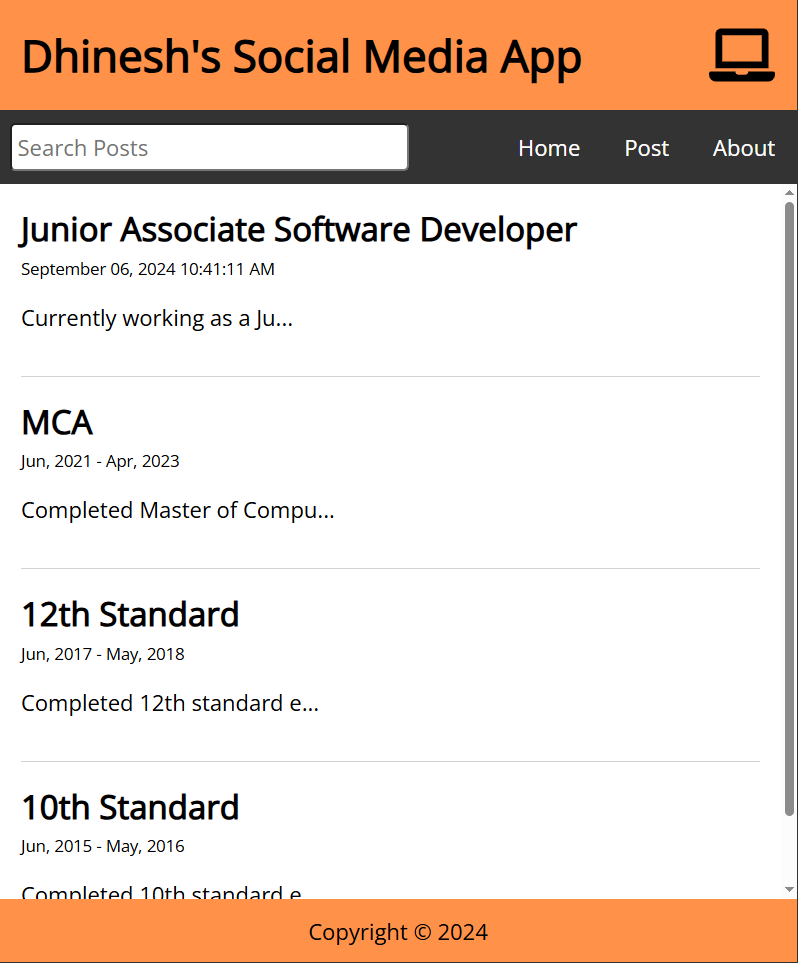 Dhinesh's Social Media App
Search Posts
Home Post About
Junior Associate Software Developer
September 06, 2024 10:41:11 AM
Currently working as a Ju...
MCA
Jun, 2021 - Apr, 2023
Completed Master of Compu...
12th Standard
Jun, 2017 - May, 2018
Completed 12th standard e...
10th Standard
Jun, 2015 - May, 2016
Completed 10th standard e...
Copyright © 2024